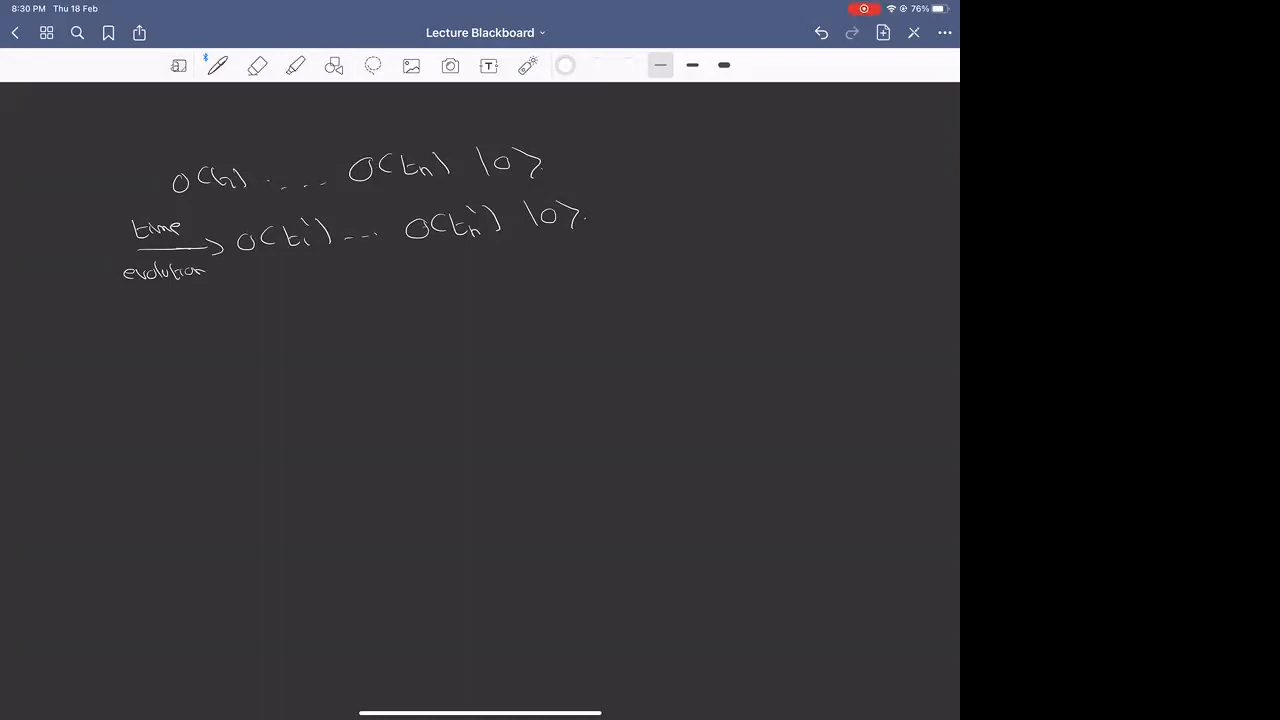 8:30 PM Thu 18 Feb 76%
Lecture Blackboard
T
O(t₁) .... O(tₙ) |0⟩.
time
⟶ O(t₁') .... O(tₙ') |0⟩.
evolution